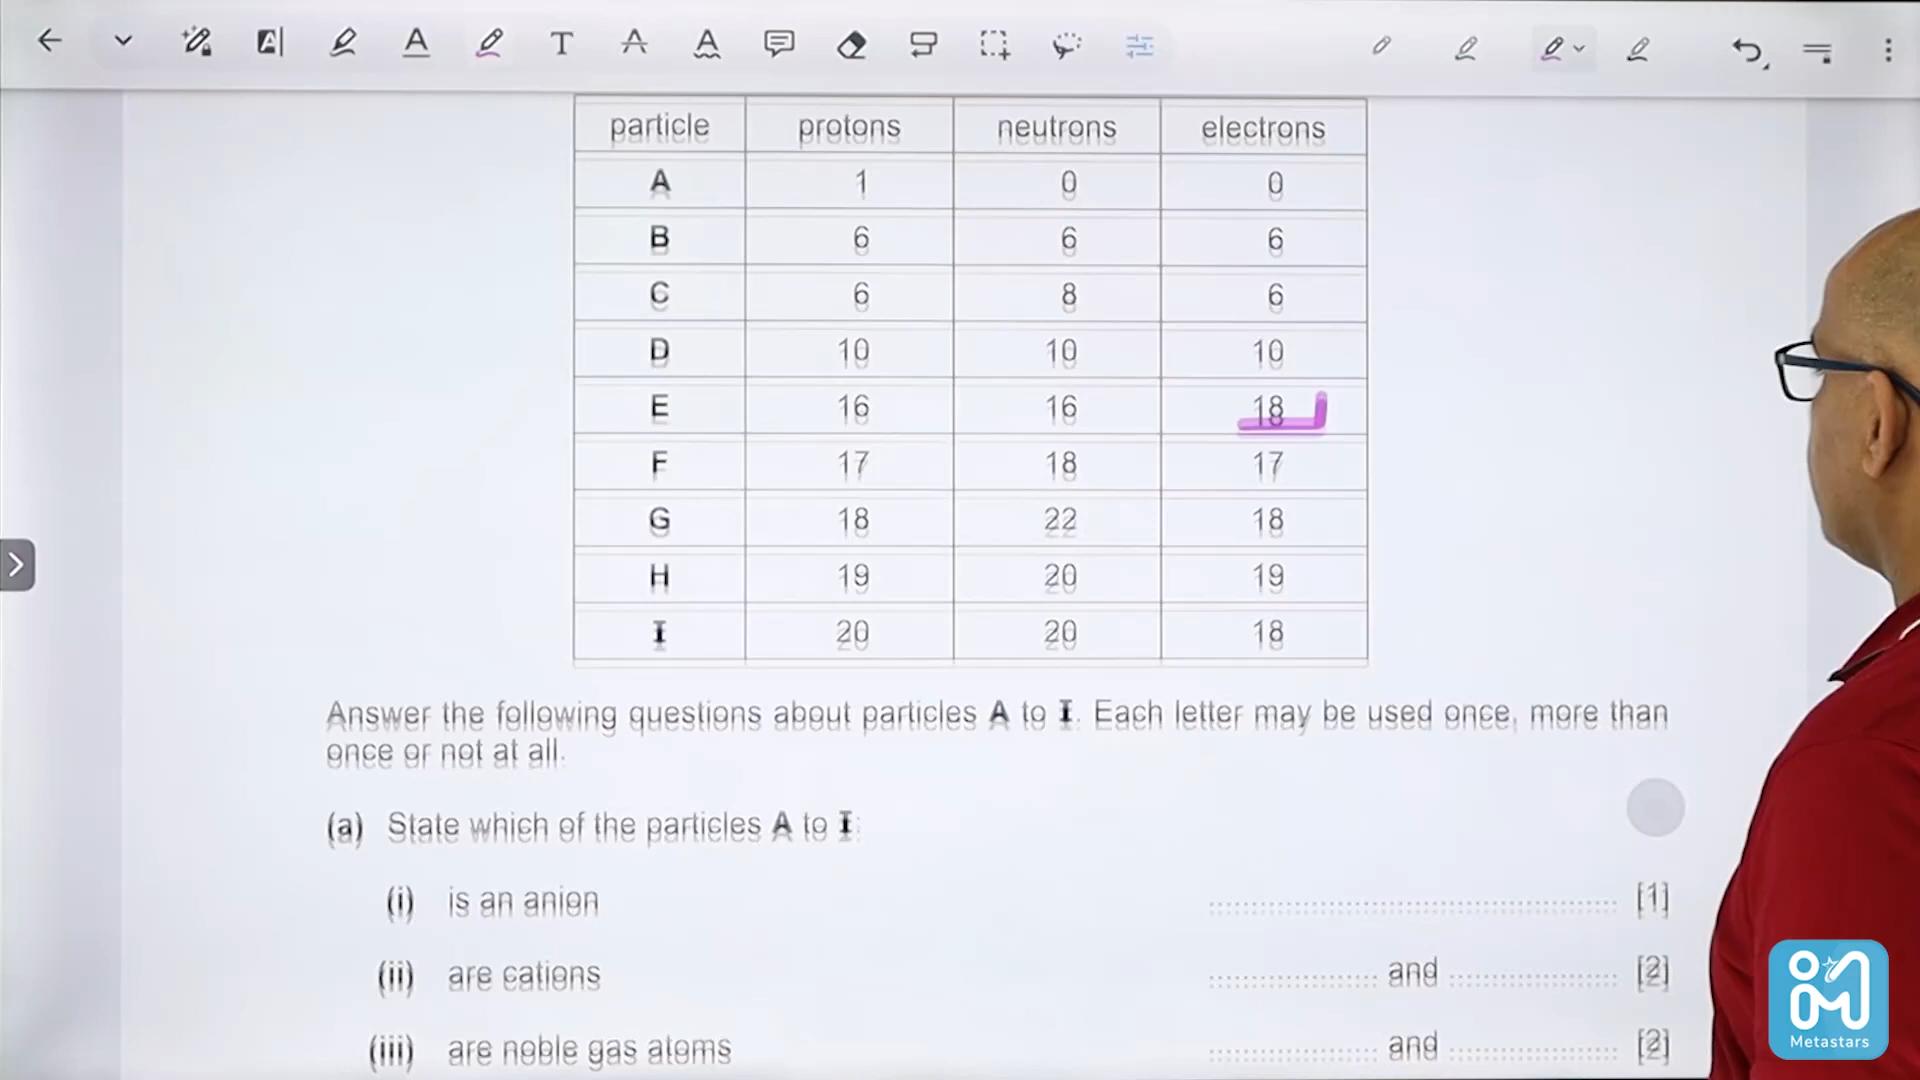 particle protons neutrons electrons
A 1 0 0
B 6 6 6
C 6 8 6
D 10 10 10
E 16 16 18
F 17 18 17
G 18 22 18
H 19 20 19
I 20 20 18
Answer the following questions about particles A to I. Each letter may be used once, more than
once or not at all.
(a) State which of the particles A to I:
(i) is an anion ........................................ [1]
(ii) are cations .................... and .................... [2]
(iii) are noble gas atoms .................... and .................... [2]
Metastars